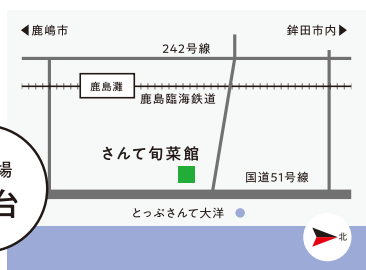 ◀鹿嶋市
鉾田市内▶
242号線
鹿島灘
鹿島臨海鉄道
さんて旬菜館
場
台
国道51号線
とっぷさんて大洋
北